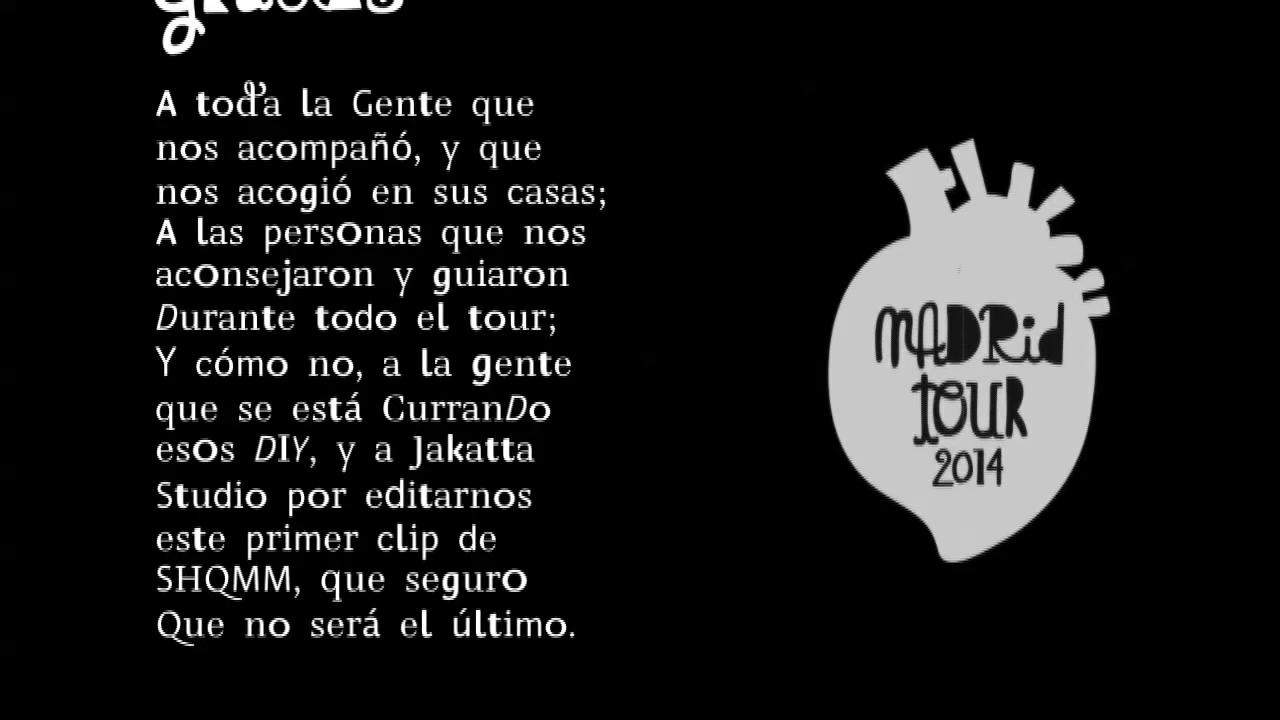 gracias
A toda la Gente que
nos acompañó, y que
nos acogió en sus casas;
A las personas que nos
aconsejaron y guiaron
Durante todo el tour;
Y cómo no, a la gente
que se está CurranDo
esos DIY, y a Jakatta
Studio por editarnos
este primer clip de
SHQMM, que seguro
Que no será el último.
MADRid
TOUR
2014